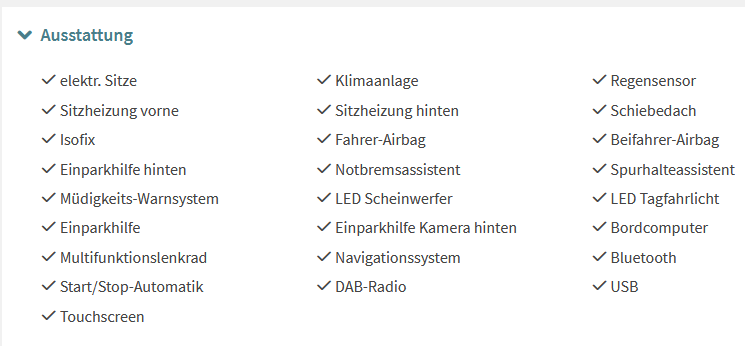 Ausstattung
elektr. Sitze Klimaanlage Regensensor
Sitzheizung vorne Sitzheizung hinten Schiebedach
Isofix Fahrer-Airbag Beifahrer-Airbag
Einparkhilfe hinten Notbremsassistent Spurhalteassistent
Müdigkeits-Warnsystem LED Scheinwerfer LED Tagfahrlicht
Einparkhilfe Einparkhilfe Kamera hinten Bordcomputer
Multifunktionslenkrad Navigationssystem Bluetooth
Start/Stop-Automatik DAB-Radio USB
Touchscreen